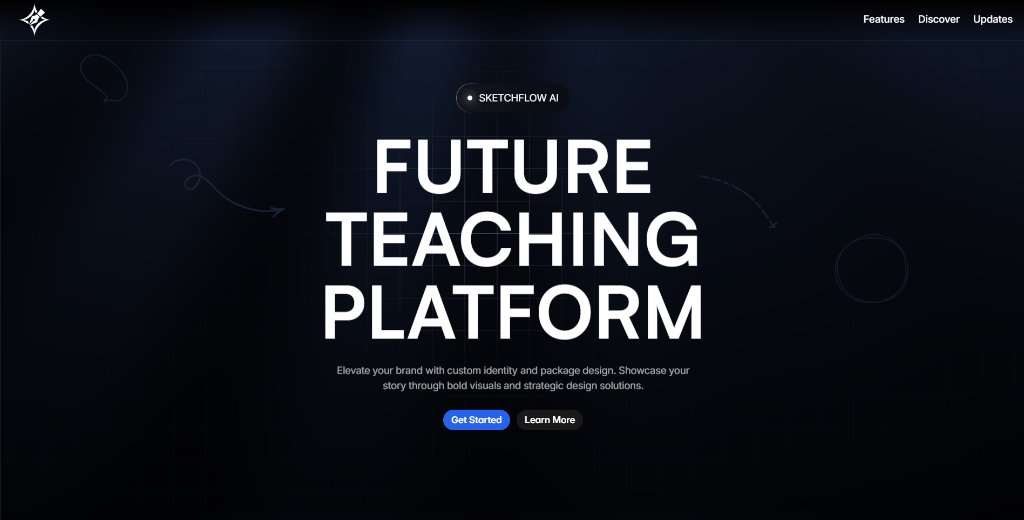 Features Discover Updates
SKETCHFLOW AI
FUTURE
TEACHING
PLATFORM
Elevate your brand with custom identity and package design. Showcase your
story through bold visuals and strategic design solutions.
Get Started Learn More